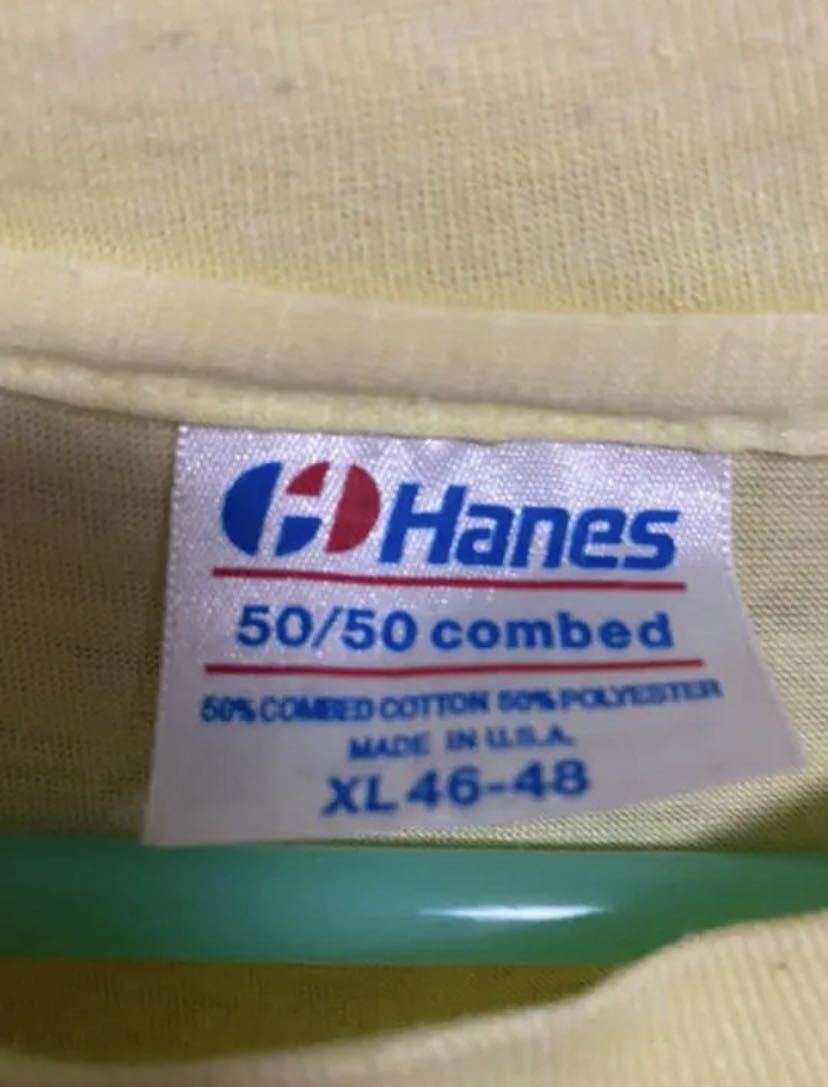 Hanes
50/50 combed
50% COMBED COTTON 50% POLYESTER
MADE IN U.S.A.
XL 46-48